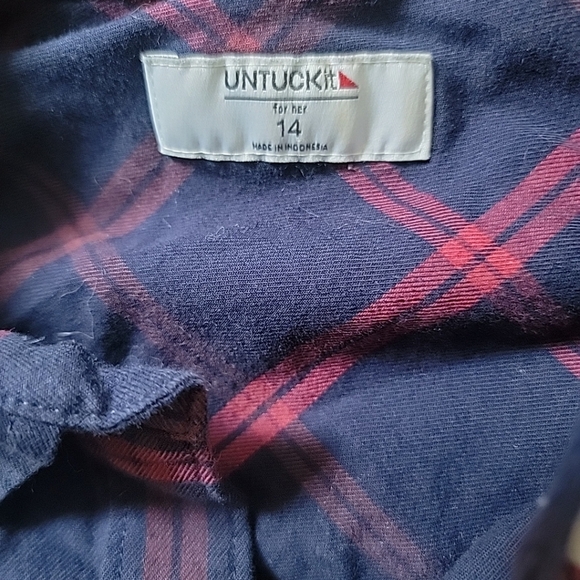 UNTUCKit
for her
14
MADE IN INDONESIA